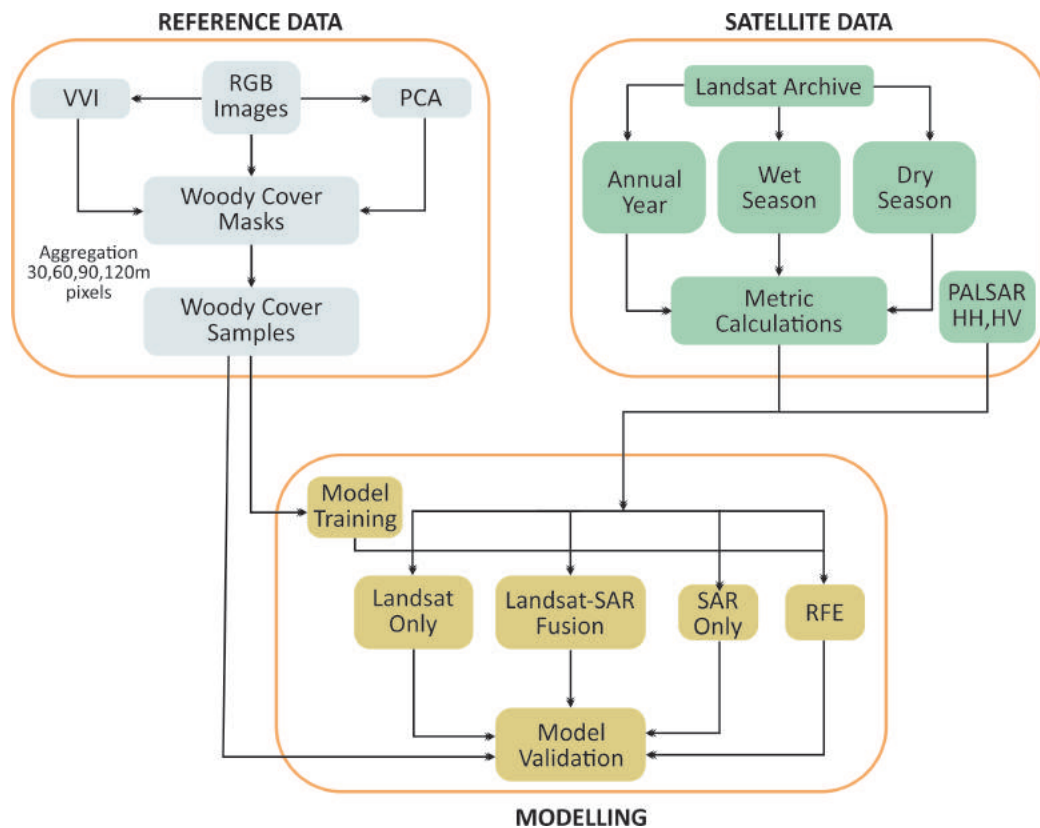 REFERENCE DATA
VVI
RGB
Images
PCA
Woody Cover
Masks
Aggregation
30,60,90,120m
pixels
Woody Cover
Samples
SATELLITE DATA
Landsat Archive
Annual
Year
Wet
Season
Dry
Season
Metric
Calculations
PALSAR
HH,HV
Model
Training
Landsat
Only
Landsat-SAR
Fusion
SAR
Only
RFE
Model
Validation
MODELLING